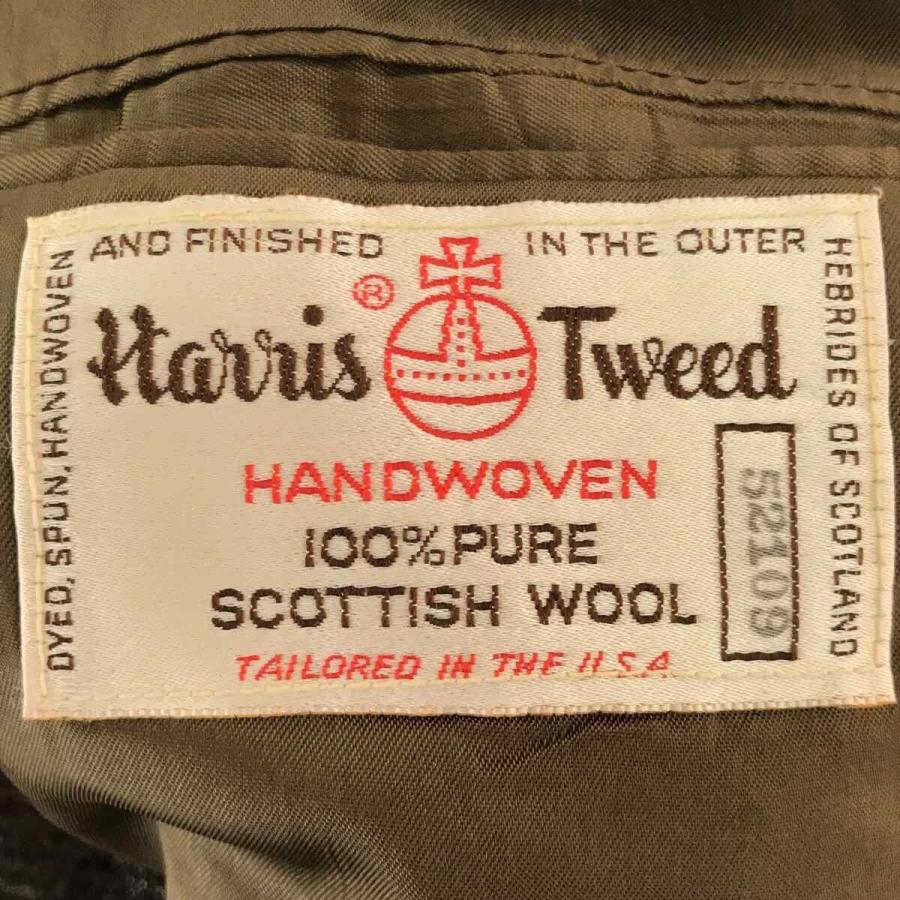 DYED, SPUN, HANDWOVEN
AND FINISHED
IN THE OUTER
HEBRIDES OF SCOTLAND
Harris ® Tweed
HANDWOVEN
100% PURE
SCOTTISH WOOL
TAILORED IN THE U.S.A.
52109